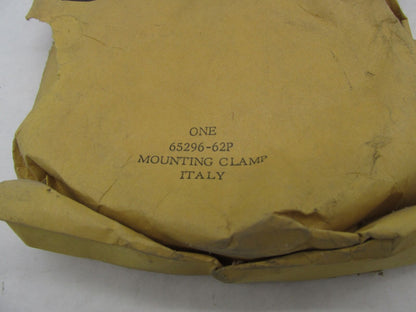 ONE
65296-62P
MOUNTING CLAMP
ITALY